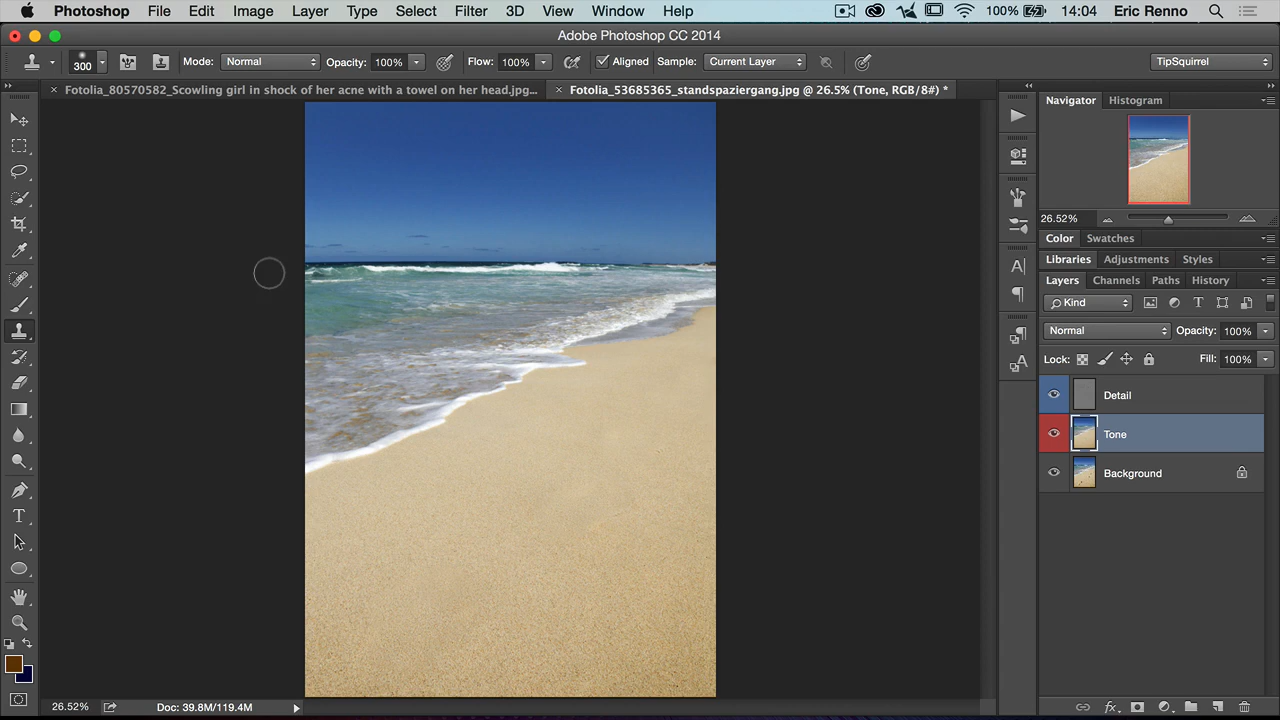 Photoshop File Edit Image Layer Type Select Filter 3D View Window Help 100% 14:04 Eric Renno
Adobe Photoshop CC 2014
300 Mode: Normal Opacity: 100% Flow: 100% Aligned Sample: Current Layer TipSquirrel
Fotolia_80570582_Scowling girl in shock of her acne with a towel on her head.jpg... Fotolia_53685365_standspaziergang.jpg @ 26.5% (Tone, RGB/8#) *
Navigator Histogram
26.52%
Color Swatches
Libraries Adjustments Styles
Layers Channels Paths History
Kind
Normal Opacity: 100%
Lock: Fill: 100%
Detail
Tone
Background
26.52% Doc: 39.8M/119.4M